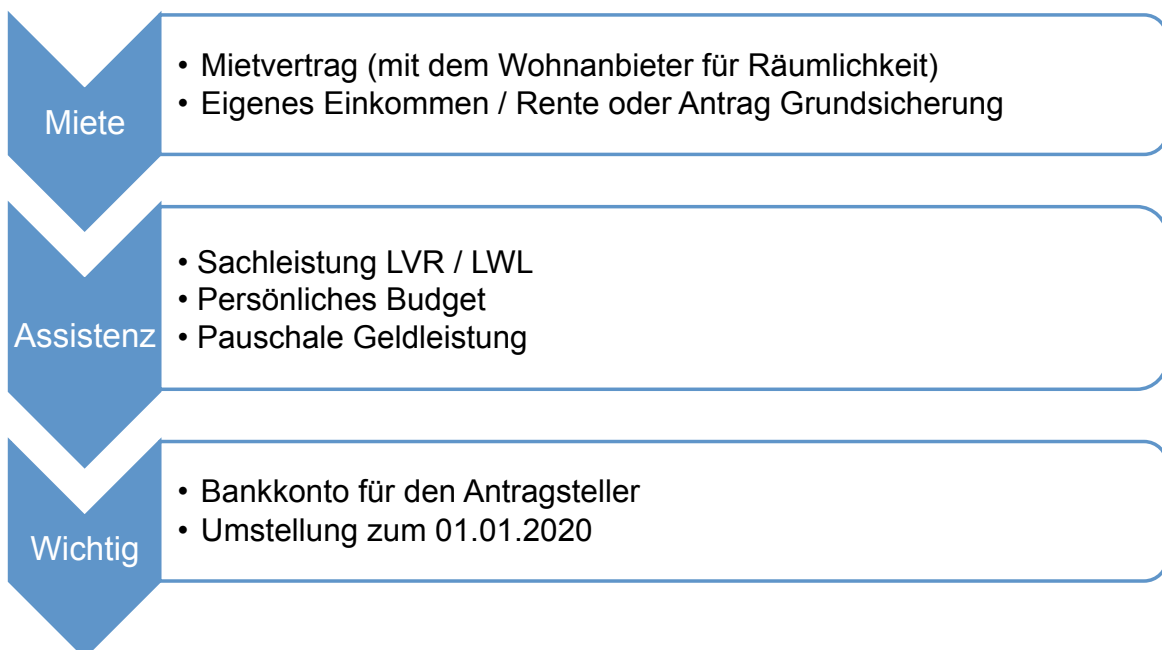 Miete
• Mietvertrag (mit dem Wohnanbieter für Räumlichkeit)
• Eigenes Einkommen / Rente oder Antrag Grundsicherung
Assistenz
• Sachleistung LVR / LWL
• Persönliches Budget
• Pauschale Geldleistung
Wichtig
• Bankkonto für den Antragsteller
• Umstellung zum 01.01.2020